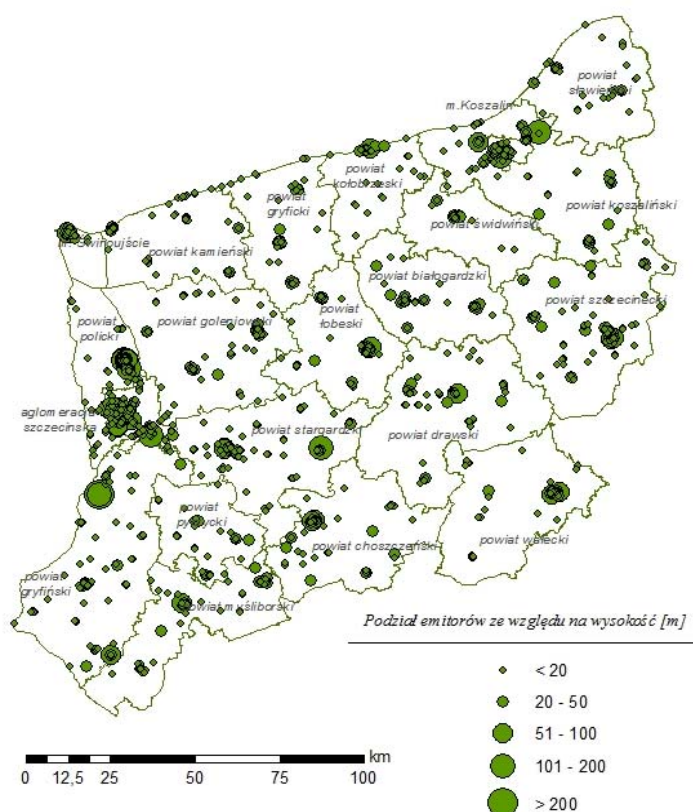 powiat
sławieński
m.Koszalin
powiat
kołobrzeski
powiat
gryficki
powiat koszaliński
powiat świdwiński
m. Świnoujście
powiat kamieński
powiat białogardzki
powiat szczecinecki
powiat
policki
powiat goleniowski
powiat
łobeski
aglomeracja
szczecińska
powiat stargardzki
powiat drawski
powiat
pyrzycki
powiat choszczeński
powiat wałecki
powiat
gryfiński
powiat myśliborski
Podział emitorów ze względu na wysokość [m]
< 20
20 - 50
51 - 100
101 - 200
> 200
km
0 12,5 25 50 75 100